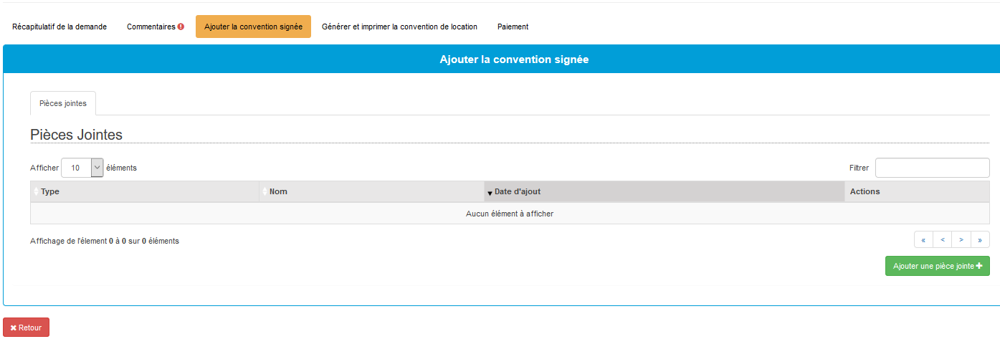 Récapitulatif de la demande Commentaires Ajouter la convention signée Générer et imprimer la convention de location Paiement
Ajouter la convention signée
Pièces jointes
Pièces Jointes
Afficher 10 éléments Filtrer
Type Nom Date d'ajout Actions
Aucun élément à afficher
Affichage de l'élement 0 à 0 sur 0 éléments « < > »
Ajouter une pièce jointe
Retour